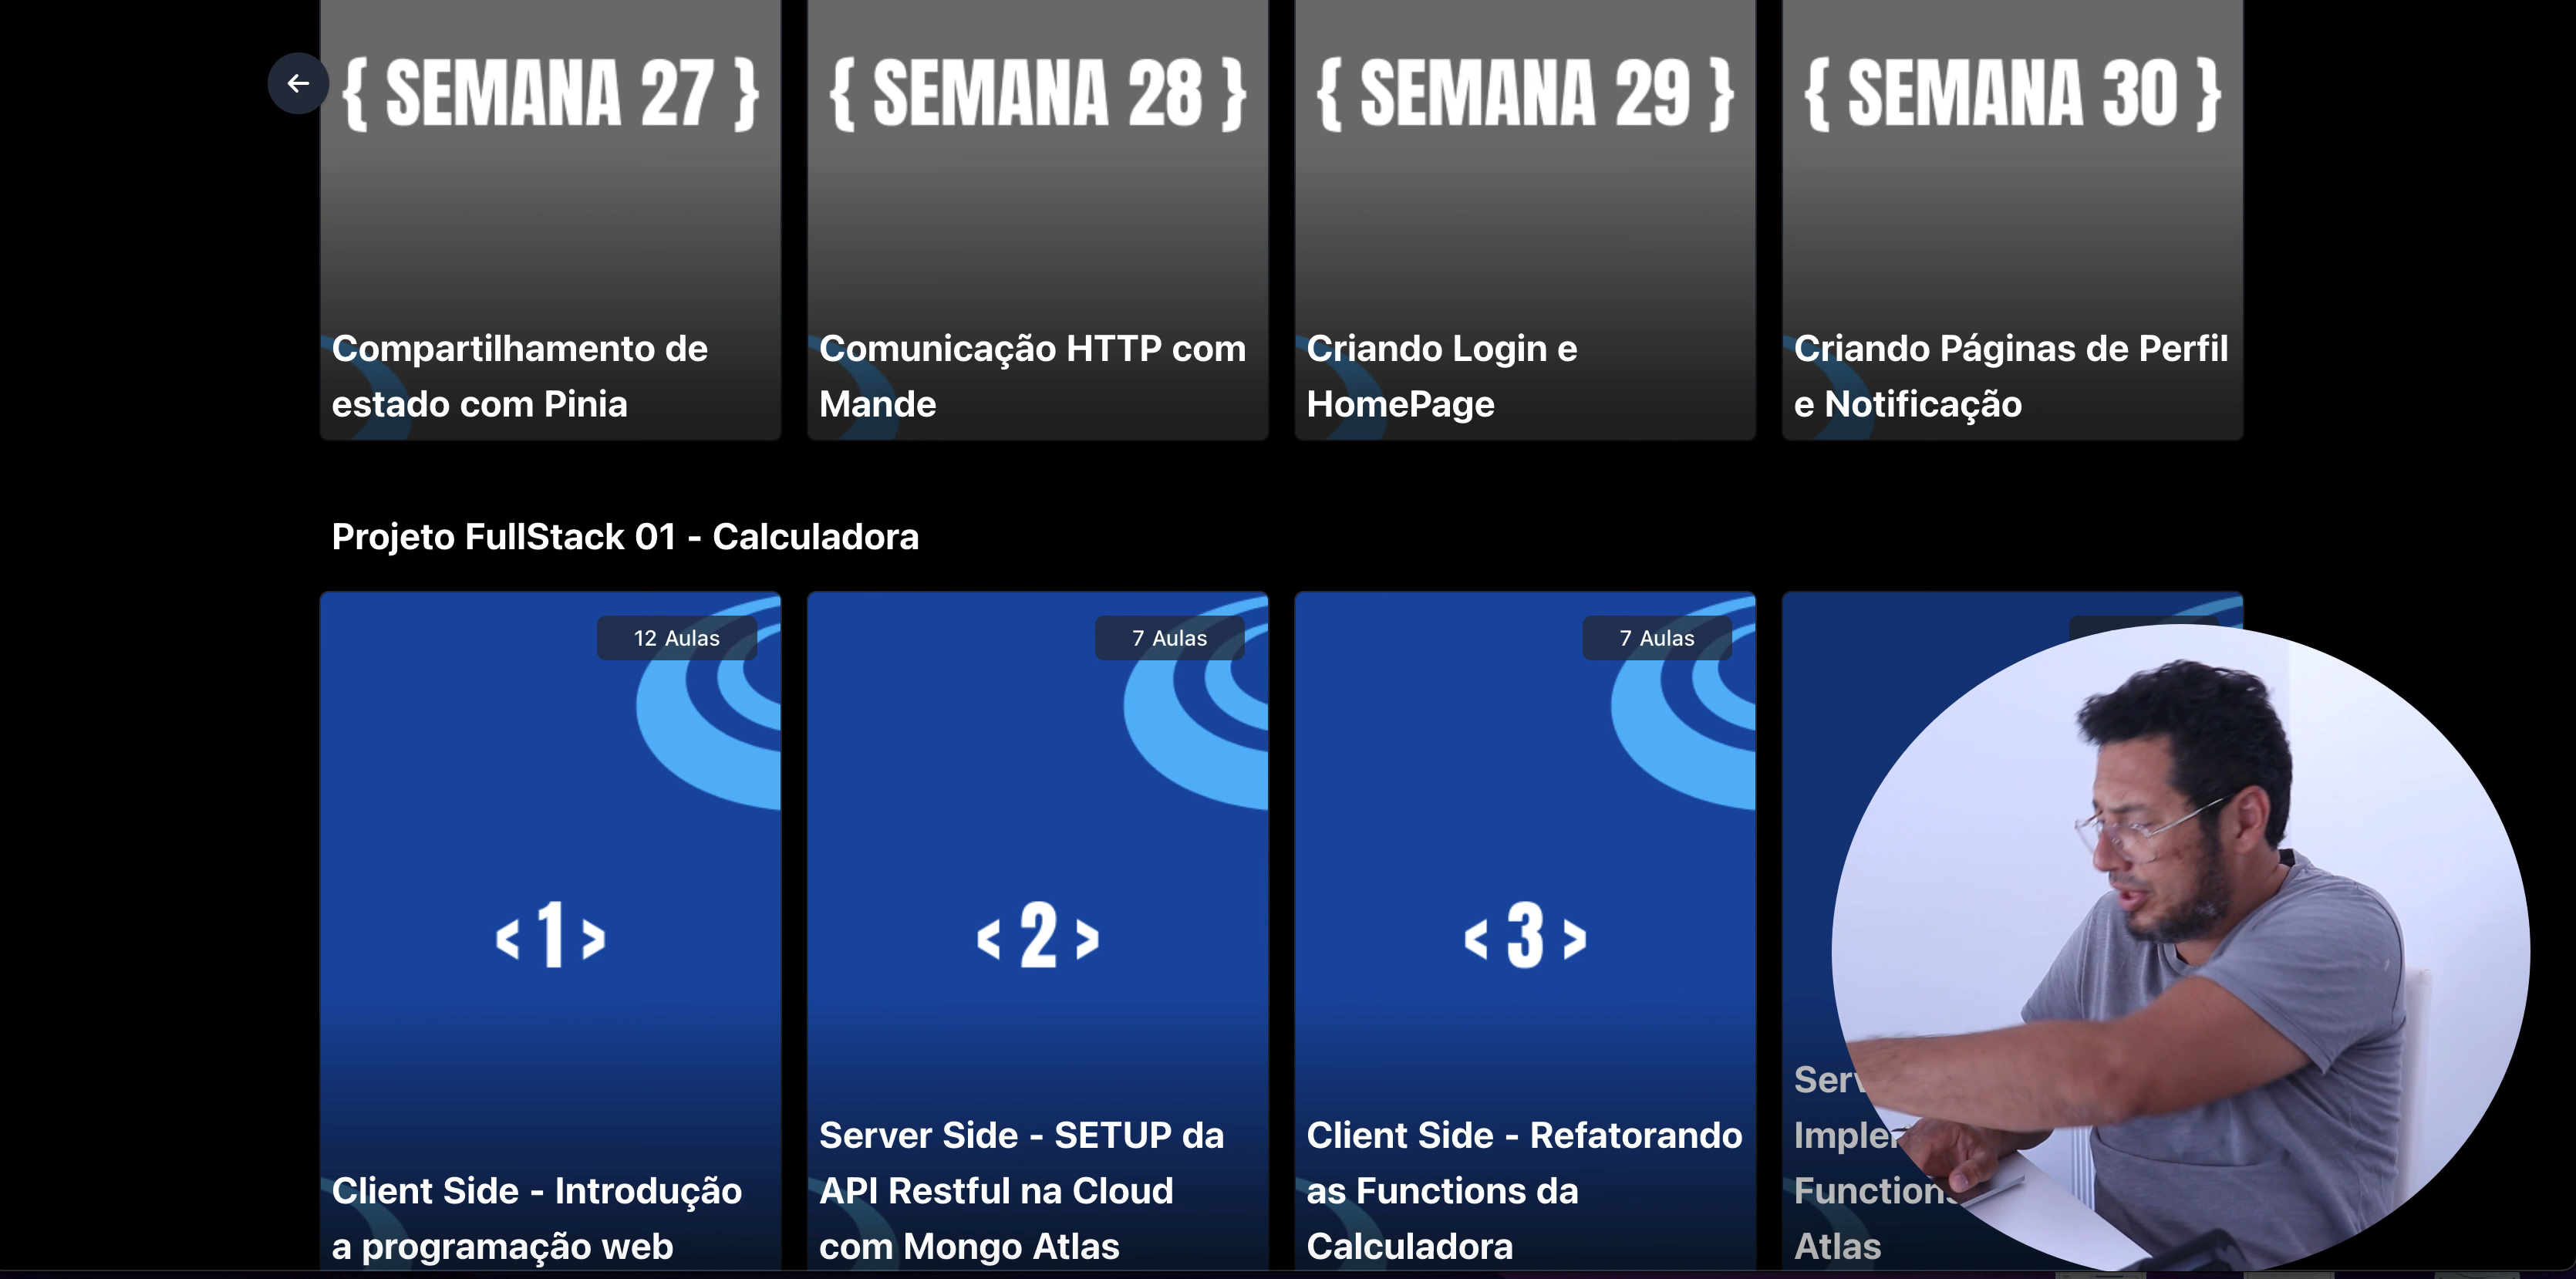 { SEMANA 27 }
{ SEMANA 28 }
{ SEMANA 29 }
{ SEMANA 30 }
Compartilhamento de
estado com Pinia
Comunicação HTTP com
Mande
Criando Login e
HomePage
Criando Páginas de Perfil
e Notificação
Projeto FullStack 01 - Calculadora
12 Aulas
< 1 >
Client Side - Introdução
a programação web
7 Aulas
< 2 >
Server Side - SETUP da
API Restful na Cloud
com Mongo Atlas
7 Aulas
< 3 >
Client Side - Refatorando
as Functions da
Calculadora
Atlas